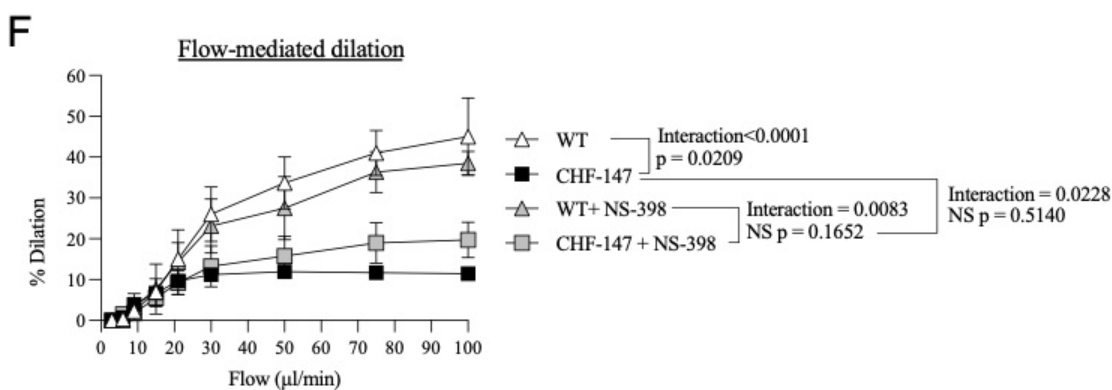 F
Flow-mediated dilation
60
50
40
30
20
10
0
% Dilation
0 10 20 30 40 50 60 70 80 90 100
Flow (μl/min)
WT
CHF-147
WT+ NS-398
CHF-147 + NS-398
Interaction<0.0001
p = 0.0209
Interaction = 0.0083
NS p = 0.1652
Interaction = 0.0228
NS p = 0.5140